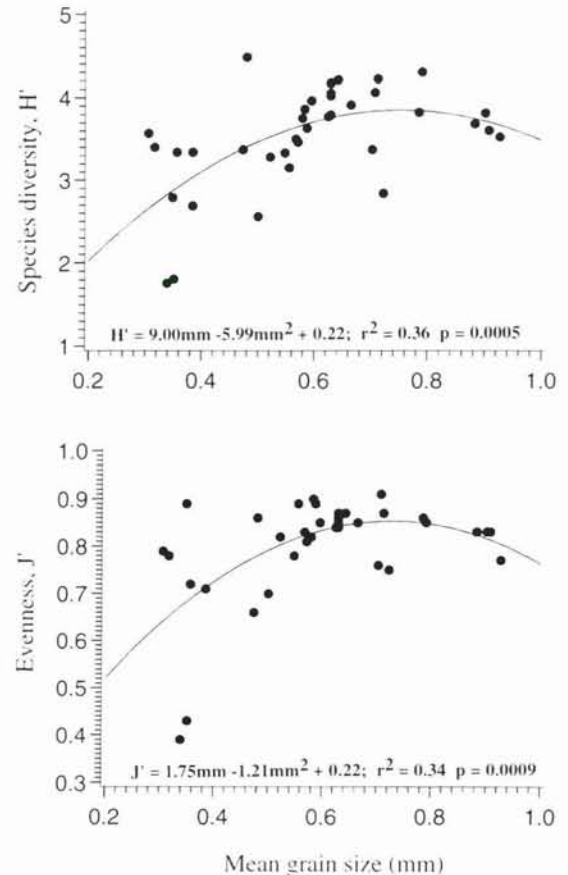 5
4
3
2
1
Species diversity, H'
H' = 9.00mm -5.99mm² + 0.22; r² = 0.36 p = 0.0005
0.2 0.4 0.6 0.8 1.0
1.0
0.9
0.8
0.7
0.6
0.5
0.4
0.3
Evenness, J'
J' = 1.75mm -1.21mm² + 0.22; r² = 0.34 p = 0.0009
0.2 0.4 0.6 0.8 1.0
Mean grain size (mm)